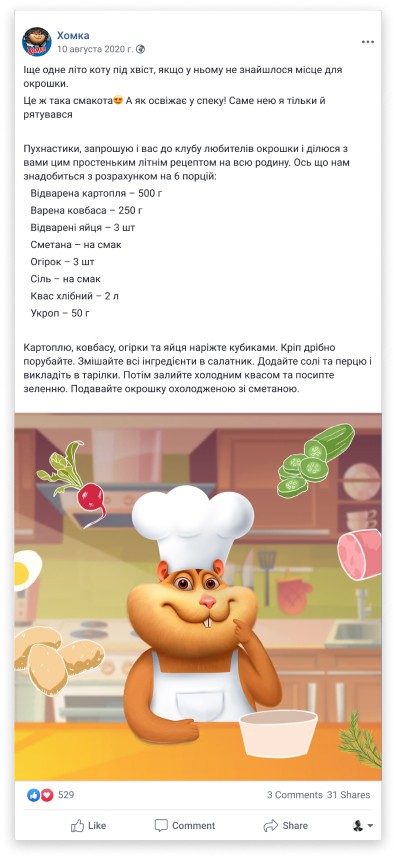 Хомка
10 августа 2020 г.
Іще одне літо коту під хвіст, якщо у ньому не знайшлося місце для
окрошки.
Це ж така смакота😍 А як освіжає у спеку! Саме нею я тільки й
рятувався
Пухнастики, запрошую і вас до клубу любителів окрошки і ділюся з
вами цим простеньким літнім рецептом на всю родину. Ось що нам
знадобиться з розрахунком на 6 порцій:
Відварена картопля – 500 г
Варена ковбаса – 250 г
Відварені яйця – 3 шт
Сметана – на смак
Огірок – 3 шт
Сіль – на смак
Квас хлібний – 2 л
Укроп – 50 г
Картоплю, ковбасу, огірки та яйця наріжте кубиками. Кріп дрібно
порубайте. Змішайте всі інгредієнти в салатник. Додайте солі та перцю і
викладіть в тарілки. Потім залийте холодним квасом та посипте
зеленню. Подавайте окрошку охолодженою зі сметаною.
529
3 Comments 31 Shares
Like
Comment
Share